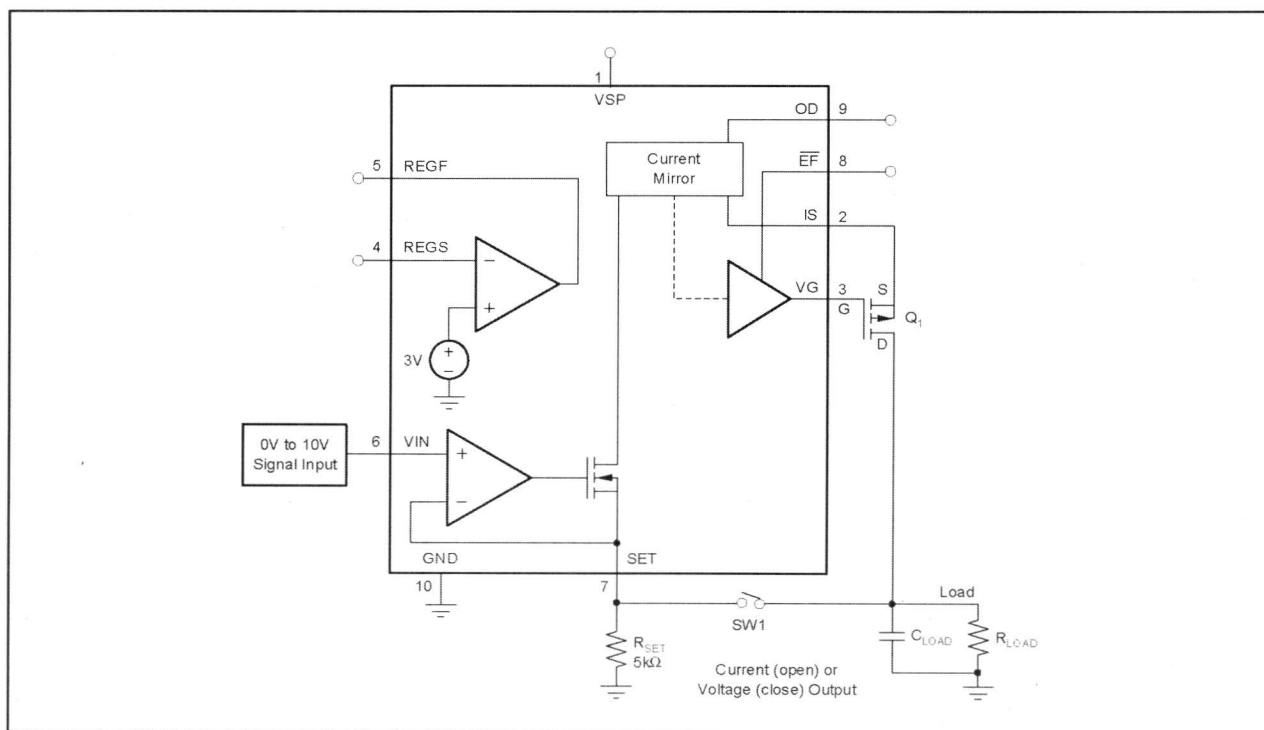 1
VSP
OD 9
EF 8
Current
Mirror
5 REGF
IS 2
4 REGS
−
+
VG 3
S
G
Q1
D
+
−
3V
0V to 10V
Signal Input
6 VIN
+
−
GND
SET
10
7
Load
SW1
RSET
5kΩ
CLOAD
RLOAD
Current (open) or
Voltage (close) Output